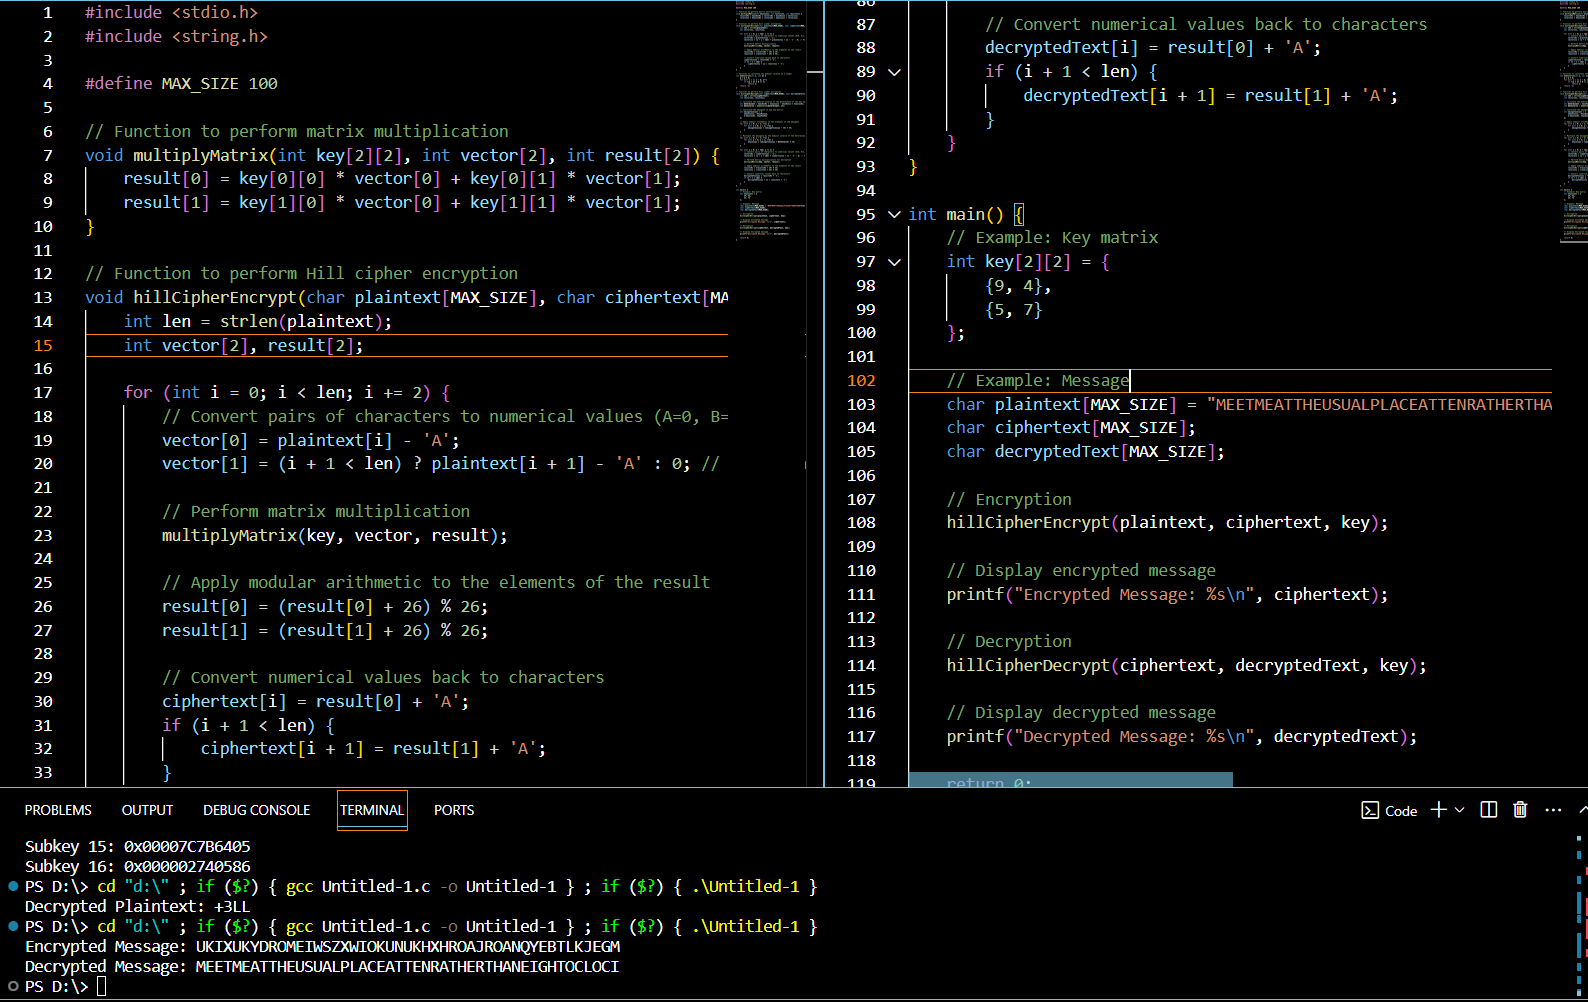 1 #include <stdio.h>
2 #include <string.h>
3
4 #define MAX_SIZE 100
5
6 // Function to perform matrix multiplication
7 void multiplyMatrix(int key[2][2], int vector[2], int result[2]) {
8 result[0] = key[0][0] * vector[0] + key[0][1] * vector[1];
9 result[1] = key[1][0] * vector[0] + key[1][1] * vector[1];
10 }
11
12 // Function to perform Hill cipher encryption
13 void hillCipherEncrypt(char plaintext[MAX_SIZE], char ciphertext[MA
14 int len = strlen(plaintext);
15 int vector[2], result[2];
16
17 for (int i = 0; i < len; i += 2) {
18 // Convert pairs of characters to numerical values (A=0, B=
19 vector[0] = plaintext[i] - 'A';
20 vector[1] = (i + 1 < len) ? plaintext[i + 1] - 'A' : 0; //
21
22 // Perform matrix multiplication
23 multiplyMatrix(key, vector, result);
24
25 // Apply modular arithmetic to the elements of the result
26 result[0] = (result[0] + 26) % 26;
27 result[1] = (result[1] + 26) % 26;
28
29 // Convert numerical values back to characters
30 ciphertext[i] = result[0] + 'A';
31 if (i + 1 < len) {
32 ciphertext[i + 1] = result[1] + 'A';
33 }
86
87 // Convert numerical values back to characters
88 decryptedText[i] = result[0] + 'A';
89 if (i + 1 < len) {
90 decryptedText[i + 1] = result[1] + 'A';
91 }
92 }
93 }
94
95 int main() {
96 // Example: Key matrix
97 int key[2][2] = {
98 {9, 4},
99 {5, 7}
100 };
101
102 // Example: Message
103 char plaintext[MAX_SIZE] = "MEETMEATTHEUSUALPLACEATTENRATHERTHA
104 char ciphertext[MAX_SIZE];
105 char decryptedText[MAX_SIZE];
106
107 // Encryption
108 hillCipherEncrypt(plaintext, ciphertext, key);
109
110 // Display encrypted message
111 printf("Encrypted Message: %s\n", ciphertext);
112
113 // Decryption
114 hillCipherDecrypt(ciphertext, decryptedText, key);
115
116 // Display decrypted message
117 printf("Decrypted Message: %s\n", decryptedText);
118
119 return 0;
PROBLEMS OUTPUT DEBUG CONSOLE TERMINAL PORTS Code
Subkey 15: 0x00007C7B6405
Subkey 16: 0x000002740586
PS D:\> cd "d:\" ; if ($?) { gcc Untitled-1.c -o Untitled-1 } ; if ($?) { .\Untitled-1 }
Decrypted Plaintext: +3LL
PS D:\> cd "d:\" ; if ($?) { gcc Untitled-1.c -o Untitled-1 } ; if ($?) { .\Untitled-1 }
Encrypted Message: UKIXUKYDROMEIWSZXWIOKUNUKHXHROAJROANQYEBTLKJEGM
Decrypted Message: MEETMEATTHEUSUALPLACEATTENRATHERTHANEIGHTOCLOCI
PS D:\>